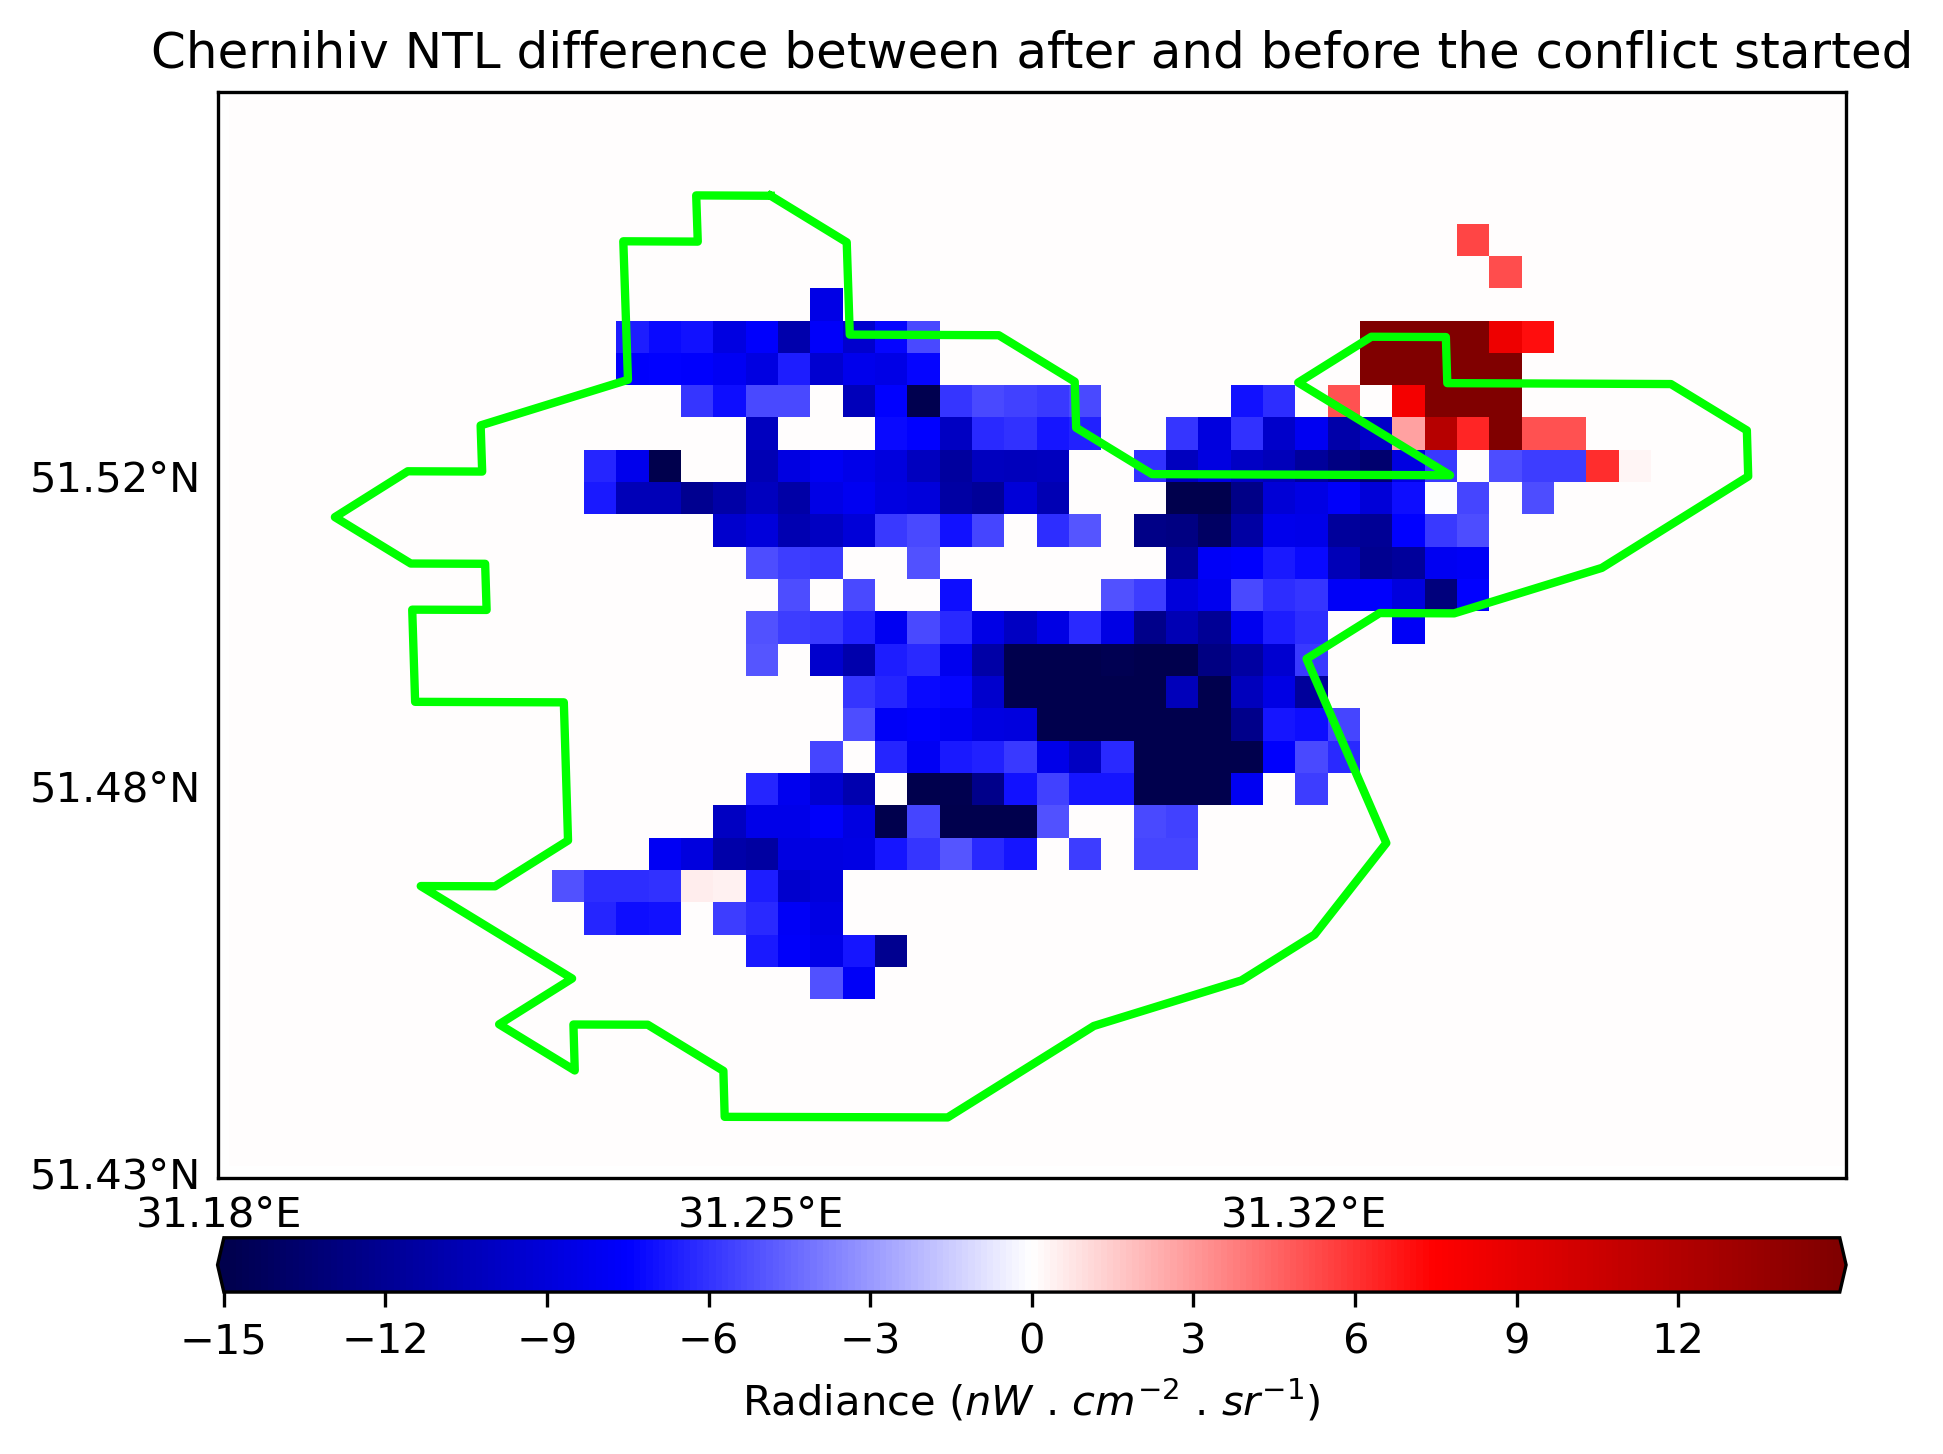 Chernihiv NTL difference between after and before the conflict started
51.52°N
51.48°N
51.43°N
31.18°E 31.25°E 31.32°E
−15 −12 −9 −6 −3 0 3 6 9 12
Radiance (nW . cm⁻² . sr⁻¹)